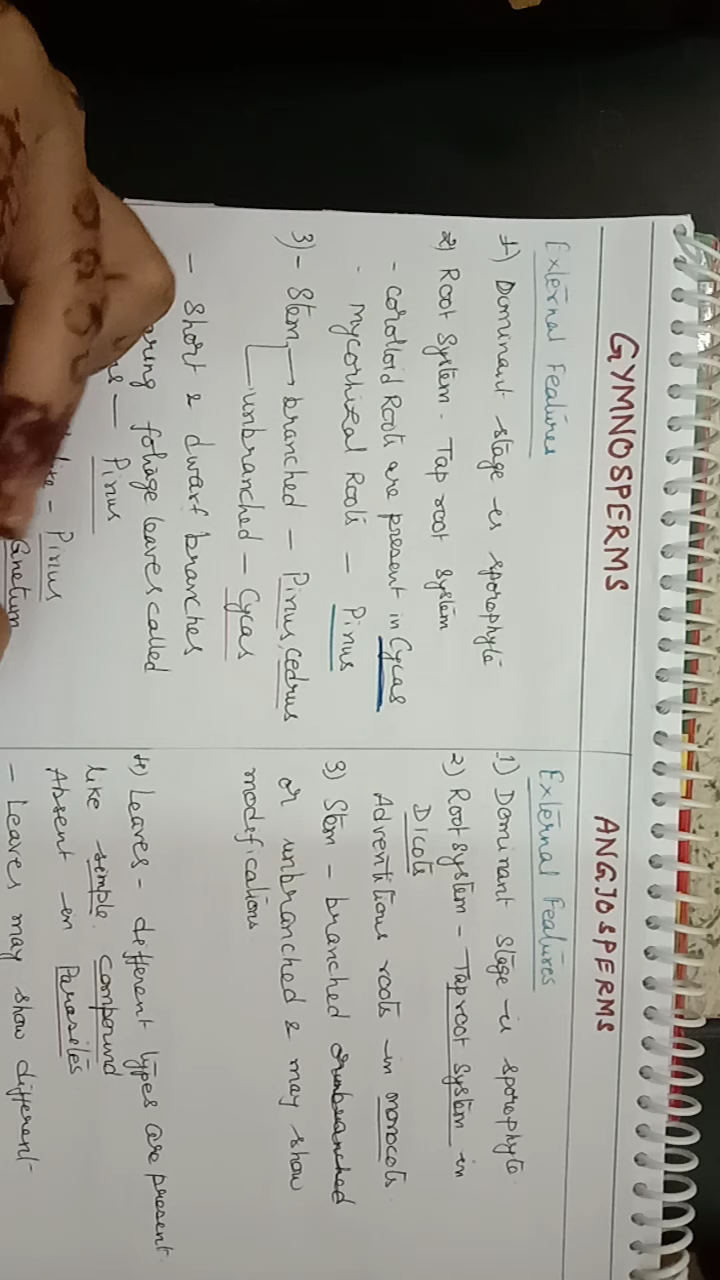 GYMNOSPERMS
External Features
1) Dominant stage is sporophyte
2) Root System - Tap root system
- corolloid Roots are present in Cycas
- Mycorhizal Roots - Pinus
3) - Stem → branched - Pinus, Cedrus
unbranched - Cycas
- Short & dwarf branches
foliage leaves called
- Pinus
like - Pinus
Gnetum
ANGIOSPERMS
External Features
1) Dominant Stage is sporophyte.
2) Root system - Taproot system in
Dicots
Adventitious roots in monocots.
3) Stem - branched
or unbranched & may show
modifications.
4) Leaves - different types are present.
like simple. compound
Absent in Parasites
- Leaves may show different